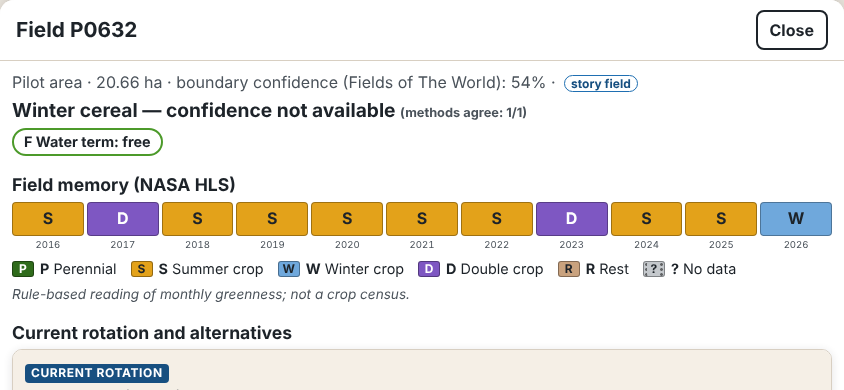 Field P0632
Close
Pilot area · 20.66 ha · boundary confidence (Fields of The World): 54% · story field
Winter cereal — confidence not available (methods agree: 1/1)
F Water term: free
Field memory (NASA HLS)
S D S S S S S D S S W
2016 2017 2018 2019 2020 2021 2022 2023 2024 2025 2026
P P Perennial S S Summer crop W W Winter crop D D Double crop R R Rest ? ? No data
Rule-based reading of monthly greenness; not a crop census.
Current rotation and alternatives
CURRENT ROTATION